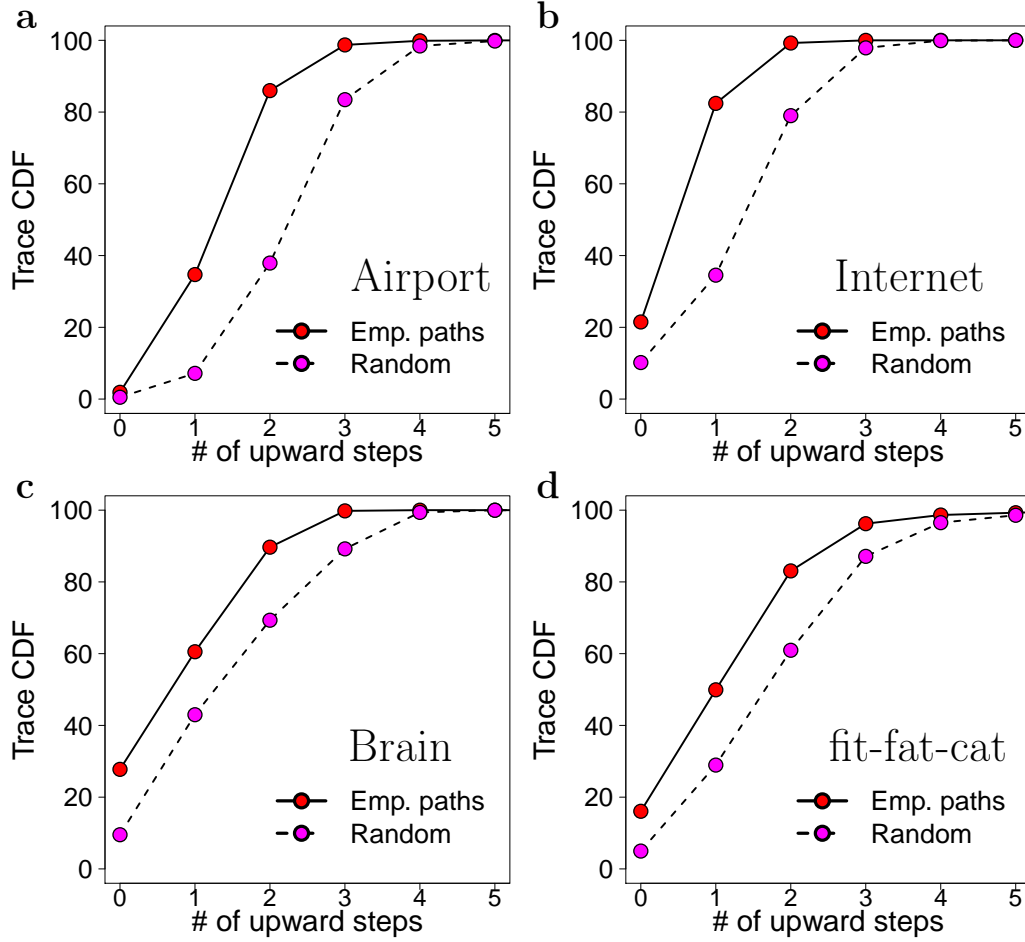 a
100
80
60
40
20
0
Trace CDF
Airport
Emp. paths
Random
0 1 2 3 4 5
# of upward steps
b
100
80
60
40
20
0
Trace CDF
Internet
Emp. paths
Random
0 1 2 3 4 5
# of upward steps
c
100
80
60
40
20
0
Trace CDF
Brain
Emp. paths
Random
0 1 2 3 4 5
# of upward steps
d
100
80
60
40
20
0
Trace CDF
fit-fat-cat
Emp. paths
Random
0 1 2 3 4 5
# of upward steps